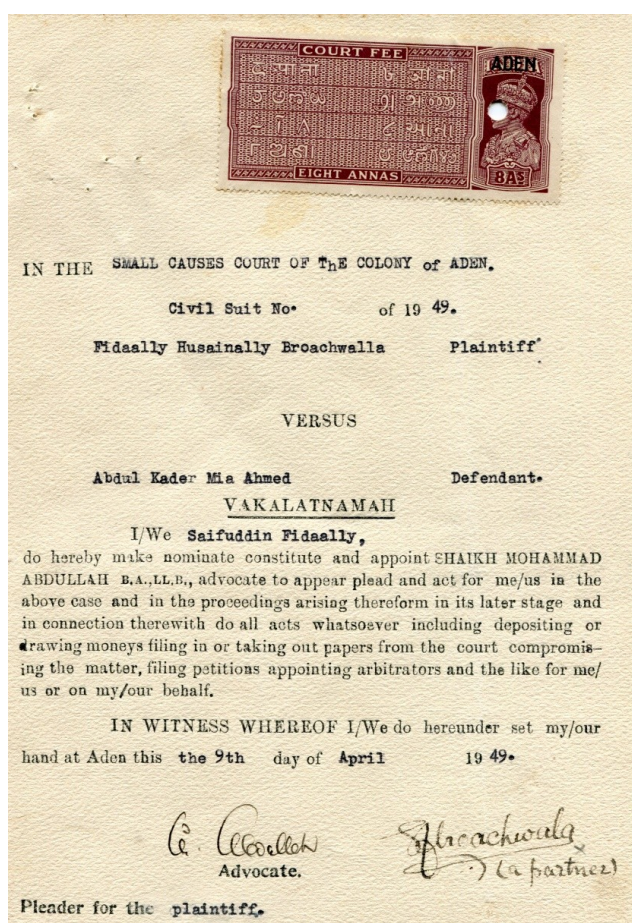 COURT FEE
ADEN
EIGHT ANNAS
8As
IN THE SMALL CAUSES COURT OF ThE COLONY of ADEN.
Civil Suit No. of 19 49.
Fidaally Husainally Broachwalla Plaintiff
VERSUS
Abdul Kader Mia Ahmed Defendant.
VAKALATNAMAH
I/We Saifuddin Fidaally,
do hereby make nominate constitute and appoint SHAIKH MOHAMMAD
ABDULLAH B.A.,LL.B., advocate to appear plead and act for me/us in the
above case and in the proceedings arising thereform in its later stage and
in connection therewith do all acts whatsoever including depositing or
drawing moneys filing in or taking out papers from the court compromis-
ing the matter, filing petitions appointing arbitrators and the like for me/
us or on my/our behalf.
IN WITNESS WHEREOF I/We do hereunder set my/our
hand at Aden this the 9th day of April 19 49.
Broachwala
Advocate. (a partner)
Pleader for the plaintiff.